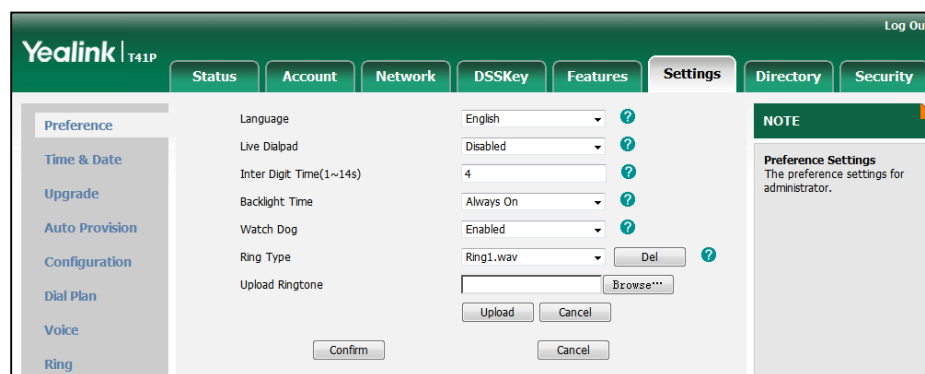 Log Ou
Yealink | T41P
Status Account Network DSSKey Features Settings Directory Security
Preference
Time & Date
Upgrade
Auto Provision
Configuration
Dial Plan
Voice
Ring
Language English ?
Live Dialpad Disabled ?
Inter Digit Time(1~14s) 4 ?
Backlight Time Always On ?
Watch Dog Enabled ?
Ring Type Ring1.wav Del ?
Upload Ringtone Browse...
Upload Cancel
Confirm Cancel
NOTE
Preference Settings
The preference settings for
administrator.